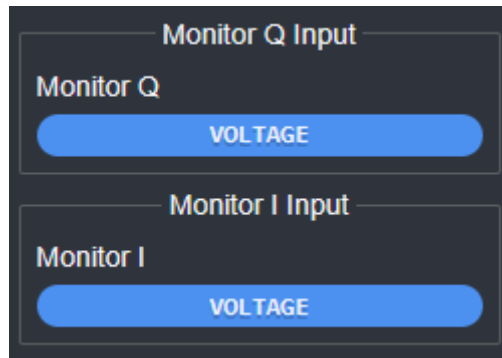 Monitor Q Input
Monitor Q
VOLTAGE
Monitor I Input
Monitor I
VOLTAGE